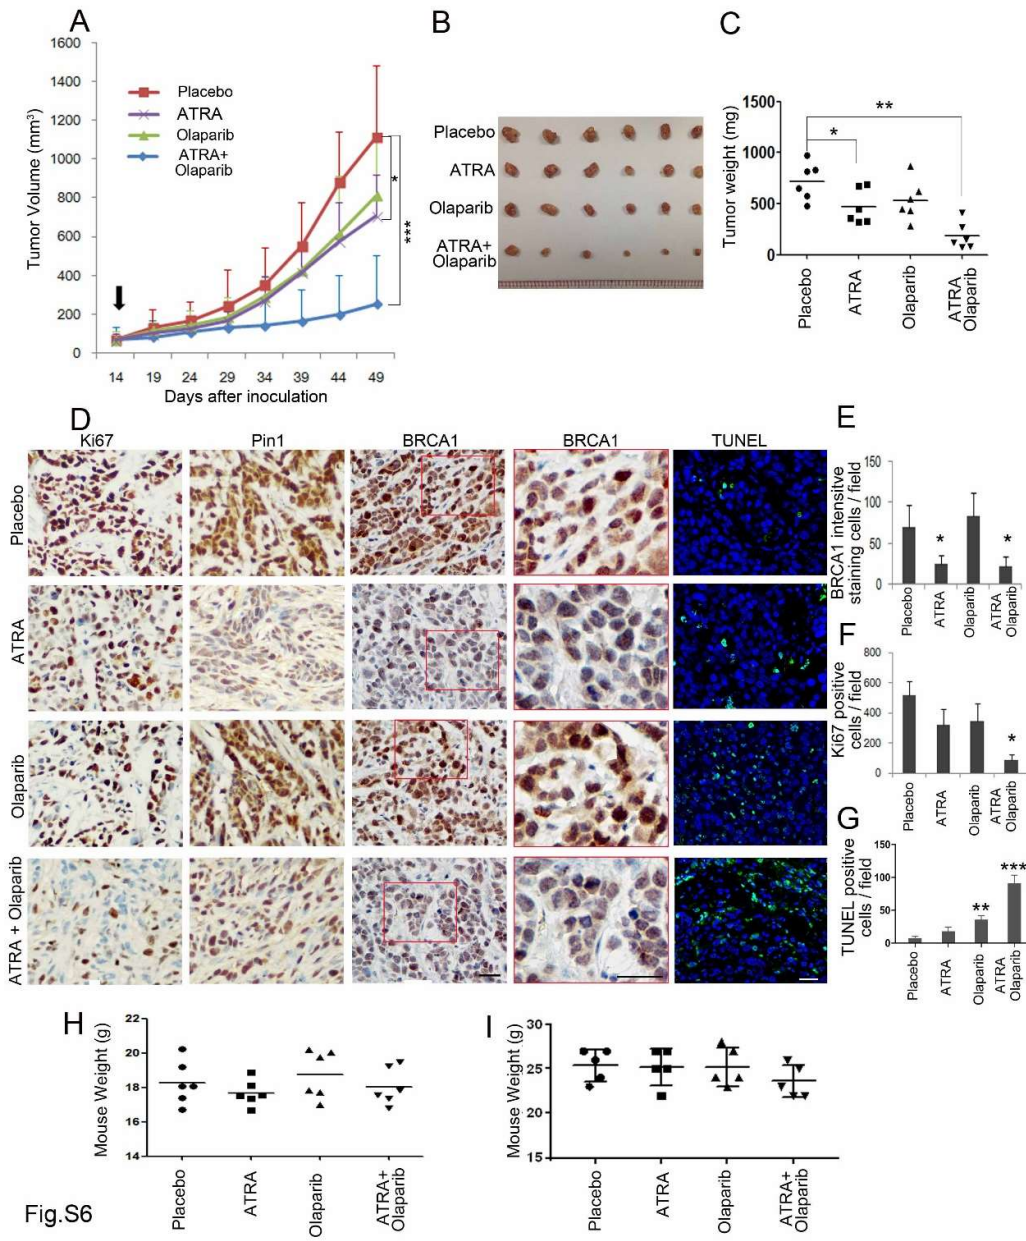 A
1600
1400
1200
1000
800
600
400
200
0
Tumor Volume (mm³)
Placebo
ATRA
Olaparib
ATRA+
Olaparib
*
***
14 19 24 29 34 39 44 49
Days after inoculation
B
Placebo
ATRA
Olaparib
ATRA+
Olaparib
C
1500
1000
500
0
Tumor weight (mg)
*
**
Placebo
ATRA
Olaparib
ATRA
Olaparib
D
Ki67 Pin1 BRCA1 BRCA1 TUNEL
Placebo
ATRA
Olaparib
ATRA + Olaparib
E
150
100
50
0
BRCA1 intensitive
staining cells / field
* *
Placebo
ATRA
Olaparib
ATRA
Olaparib
F
800
600
400
200
0
Ki67 positive
cells / field
*
Placebo
ATRA
Olaparib
ATRA
Olaparib
G
150
100
50
0
TUNEL positive
cells / field
** ***
Placebo
ATRA
Olaparib
ATRA
Olaparib
H
22
20
18
16
14
Mouse Weight (g)
Placebo
ATRA
Olaparib
ATRA+
Olaparib
I
30
25
20
15
Mouse Weight (g)
Placebo
ATRA
Olaparib
ATRA+
Olaparib
Fig.S6